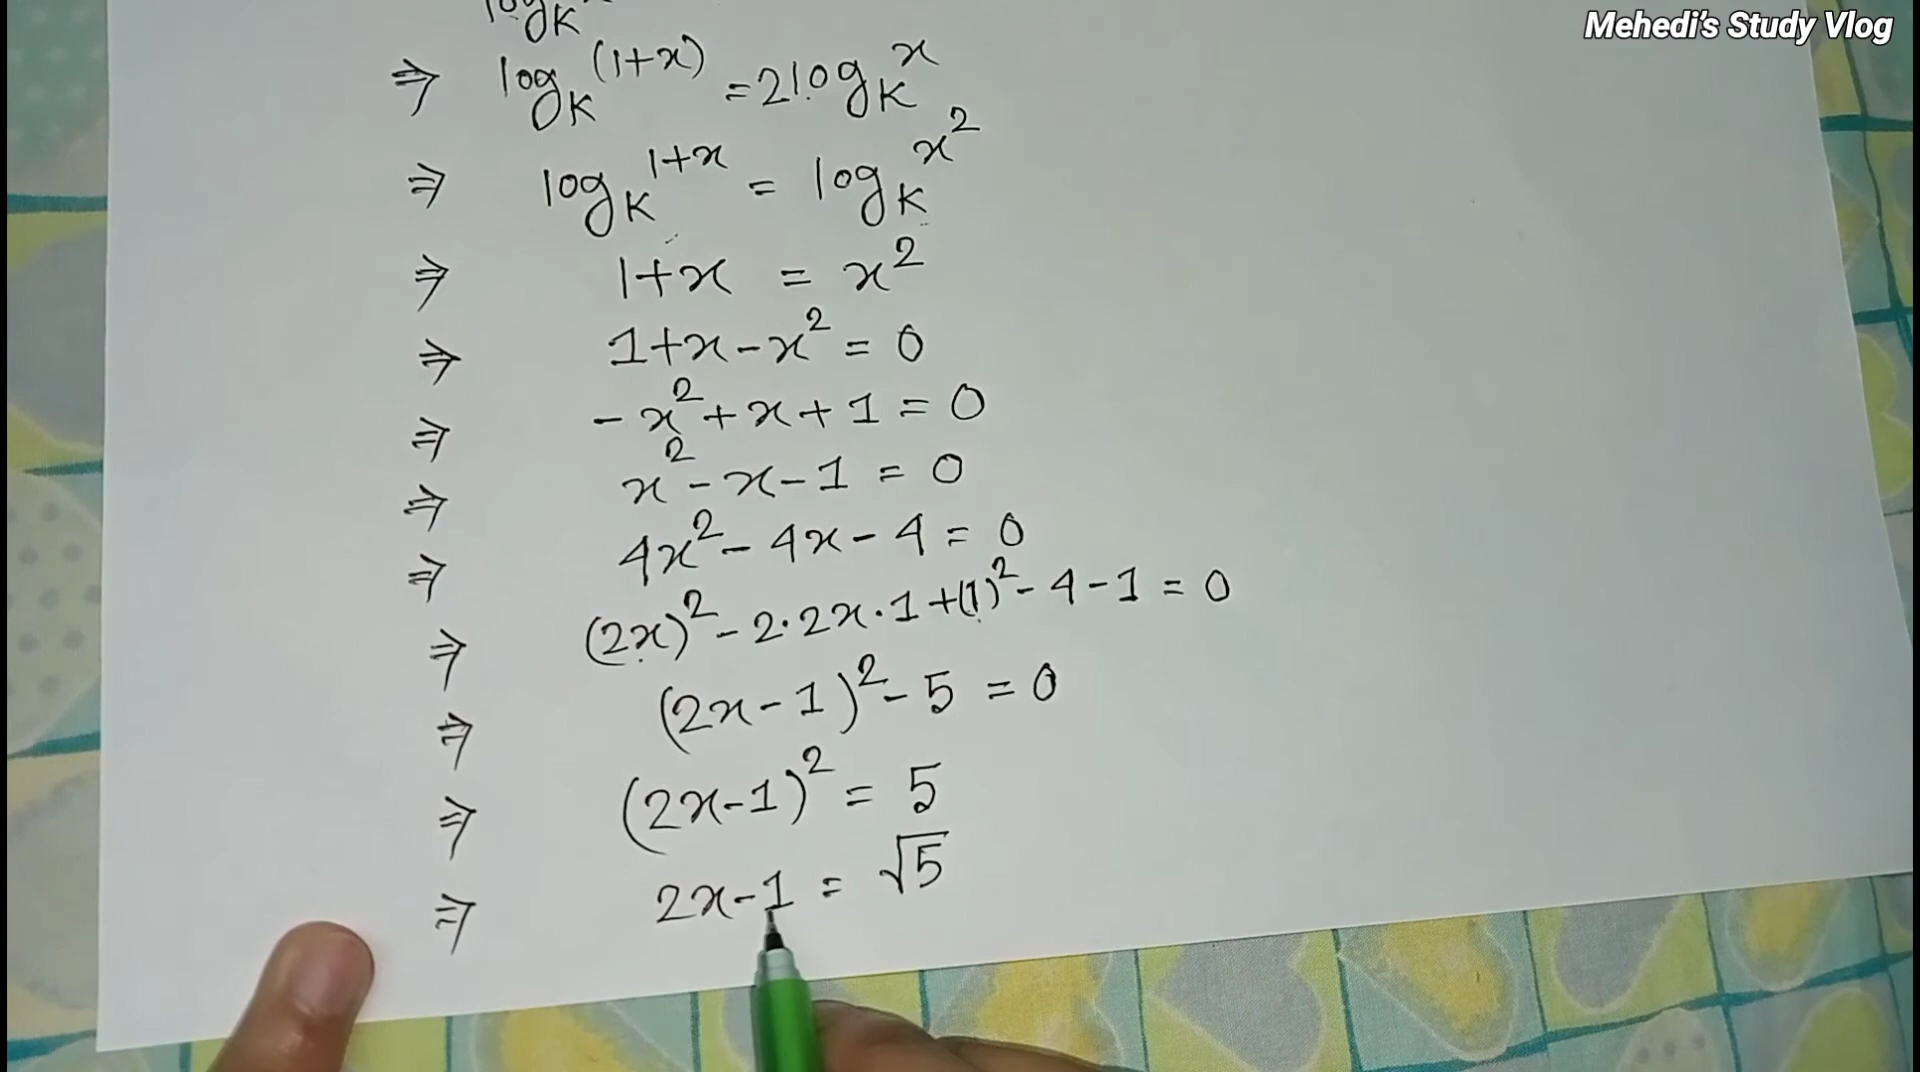 Mehedi's Study Vlog
log_K
⇒ log_K^(1+x) = 2log_K^x
⇒ log_K^1+x = log_K^x²
⇒ 1+x = x²
⇒ 1+x-x² = 0
⇒ -x²+x+1 = 0
⇒ x²-x-1 = 0
⇒ 4x²-4x-4 = 0
⇒ (2x)²-2·2x·1+(1)²-4-1 = 0
⇒ (2x-1)²-5 = 0
⇒ (2x-1)² = 5
⇒ 2x-1 = √5